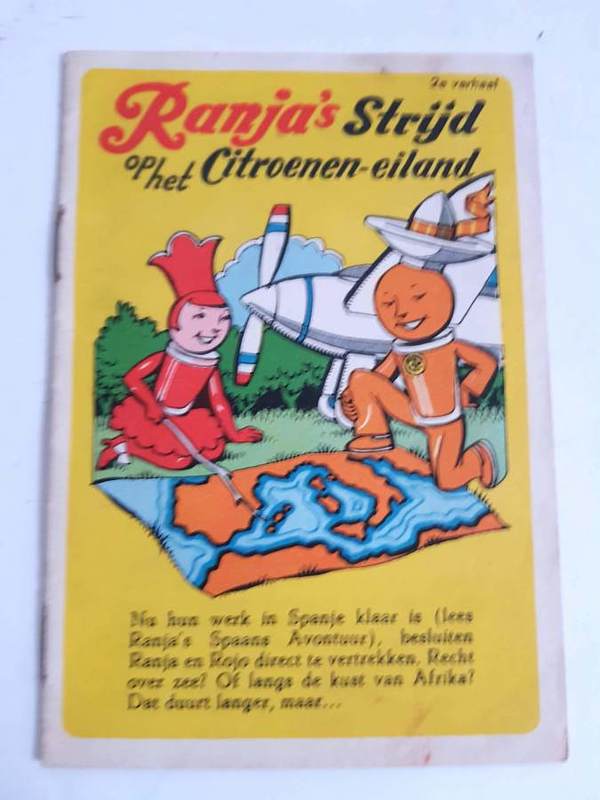 2e verhaal
Ranja's Strijd
op het Citroenen-eiland
Nu hun werk in Spanje klaar is (lees
Ranja's Spaans Avontuur), besluiten
Ranja en Rojo direct te vertrekken. Recht
over zee? Of langs de kust van Afrika?
Dat duurt langer, maar...